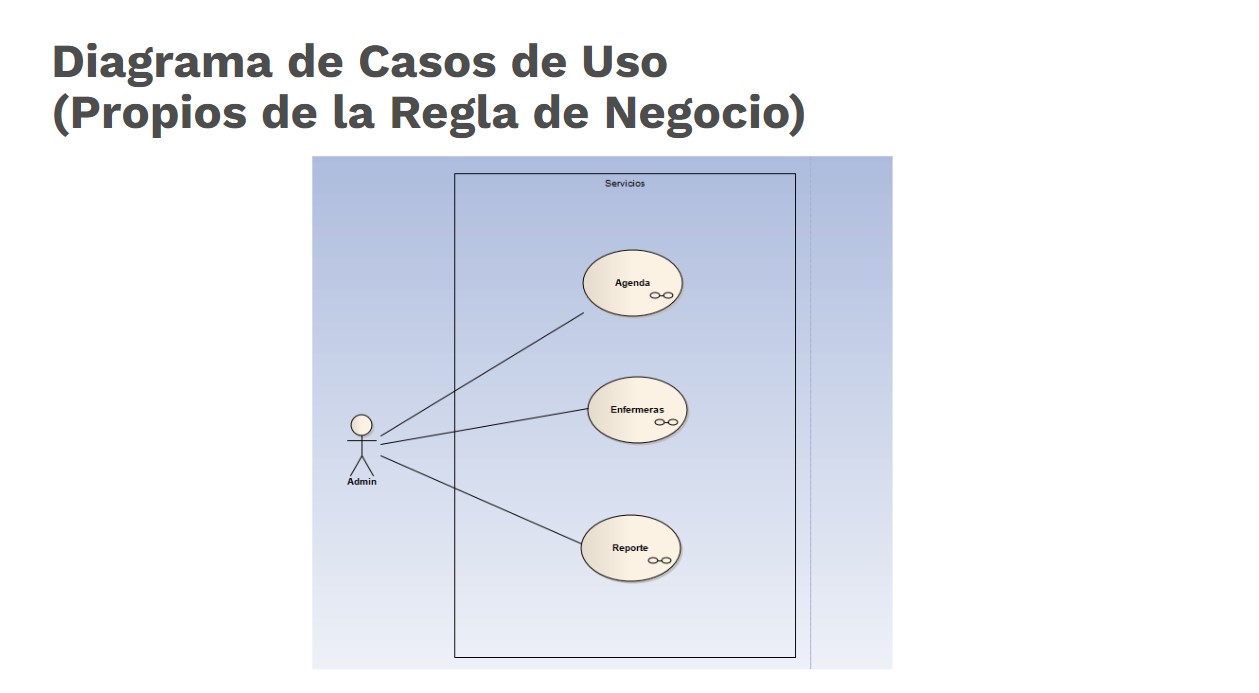 Diagrama de Casos de Uso
(Propios de la Regla de Negocio)
Servicios
Agenda
Enfermeras
Admin
Reporte